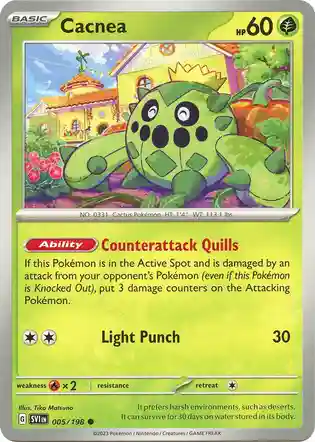 BASIC
Cacnea
HP 60
NO. 0331 Cactus Pokémon HT: 1'4" WT: 113.1 lbs
Ability Counterattack Quills
If this Pokémon is in the Active Spot and is damaged by an
attack from your opponent's Pokémon (even if this Pokémon
is Knocked Out), put 3 damage counters on the Attacking
Pokémon.
Light Punch 30
weakness ×2 resistance retreat
Illus. Tika Matsuno
G SVI EN 005/198
It prefers harsh environments, such as deserts.
It can survive for 30 days on water stored in its body.
©2023 Pokémon / Nintendo / Creatures / GAME FREAK